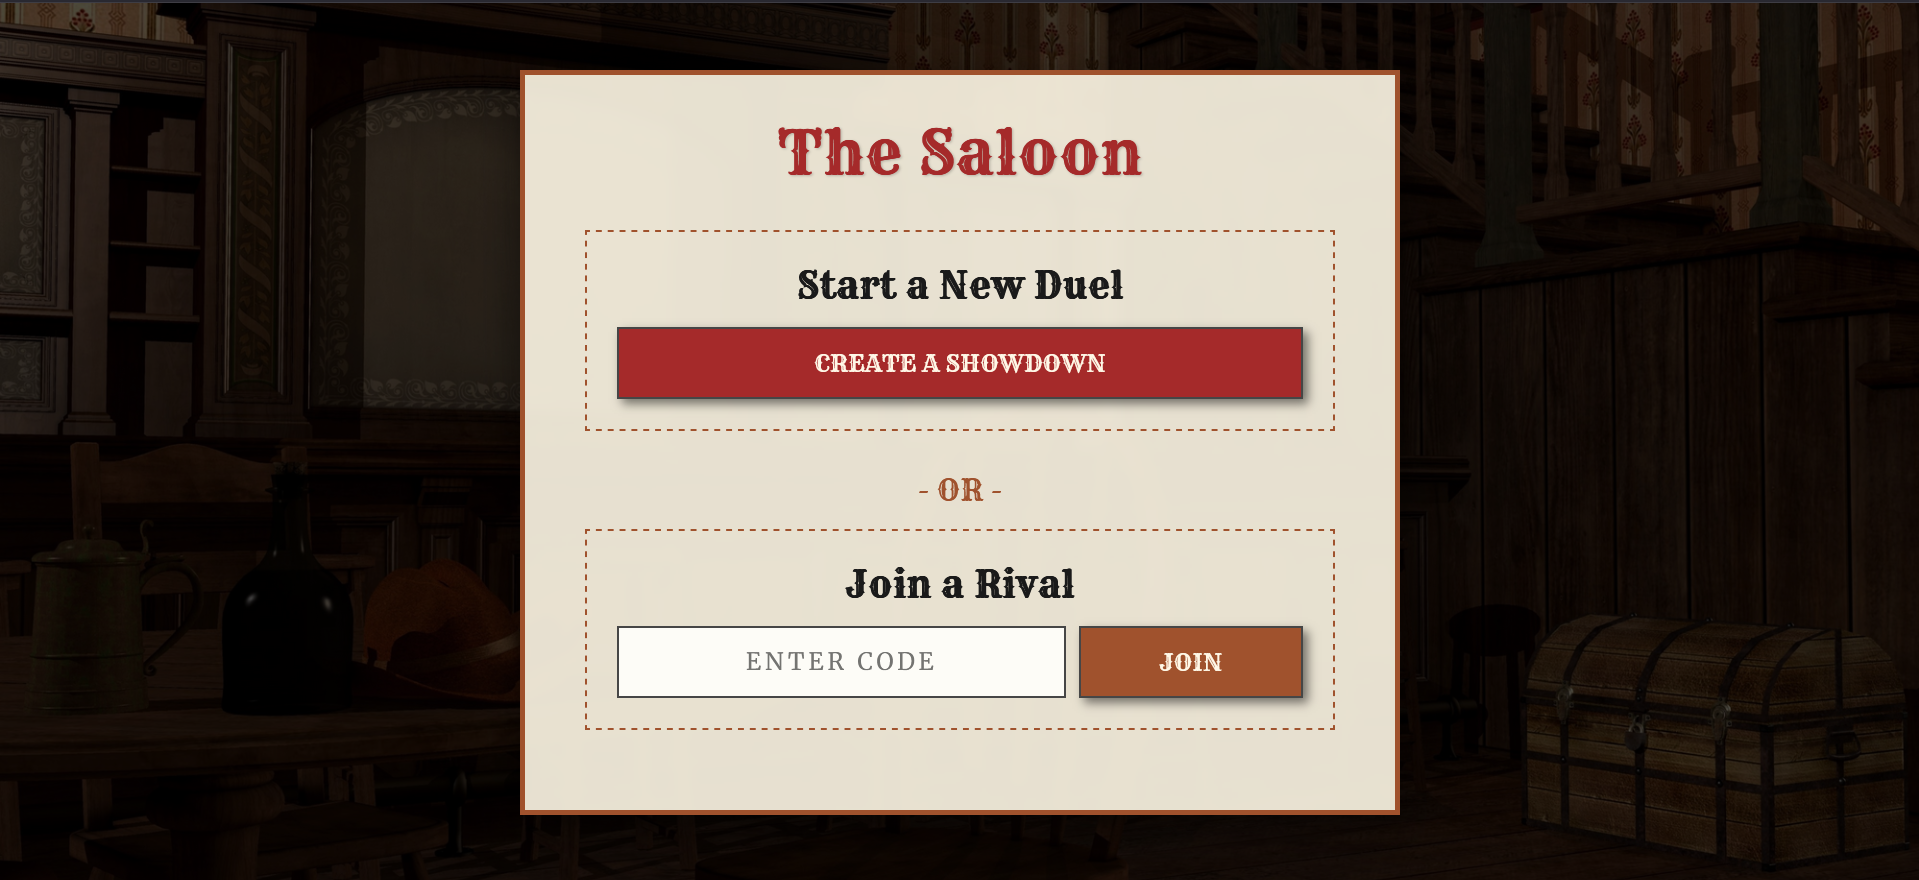 The Saloon
Start a New Duel
CREATE A SHOWDOWN
- OR -
Join a Rival
ENTER CODE
JOIN